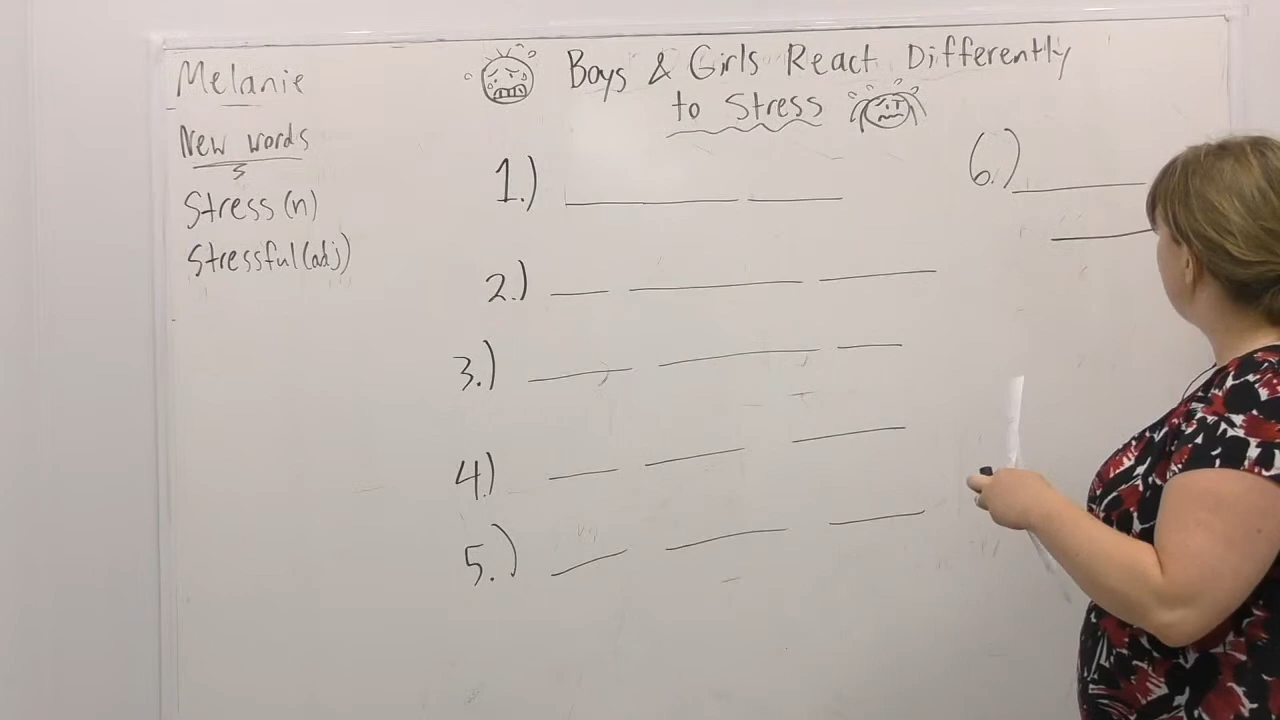 Melanie
New words
Stress (n)
Stressful (adj)
Boys & Girls React Differently
to Stress
1.)
2.)
3.)
4.)
5.)
6.)